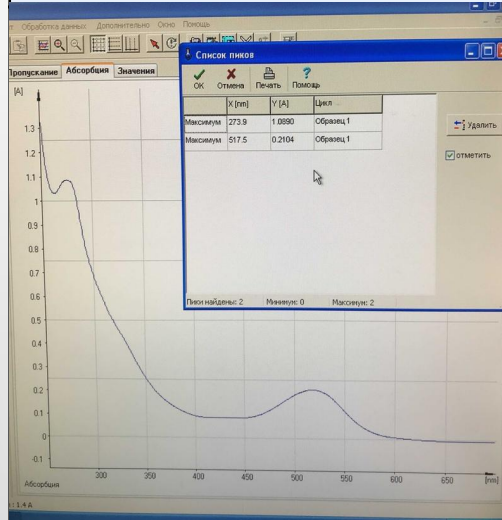 Обработка данных Дополнительно Окно Помощь
Список пиков
OK Отмена Печать Помощь
X [nm] Y [A] Цикл
Максимум 273.9 1.0890 Образец 1
Максимум 517.5 0.2104 Образец 1
Удалить
отметить
Пики найдены: 2 Минимум: 0 Максимум: 2
Пропускание Абсорбция Значения
[A]
1.3
1.2
1.1
1
0.9
0.8
0.7
0.6
0.5
0.4
0.3
0.2
0.1
0
-0.1
300 350 400 450 500 550 600 650 [nm]
Абсорбция
1.4 A